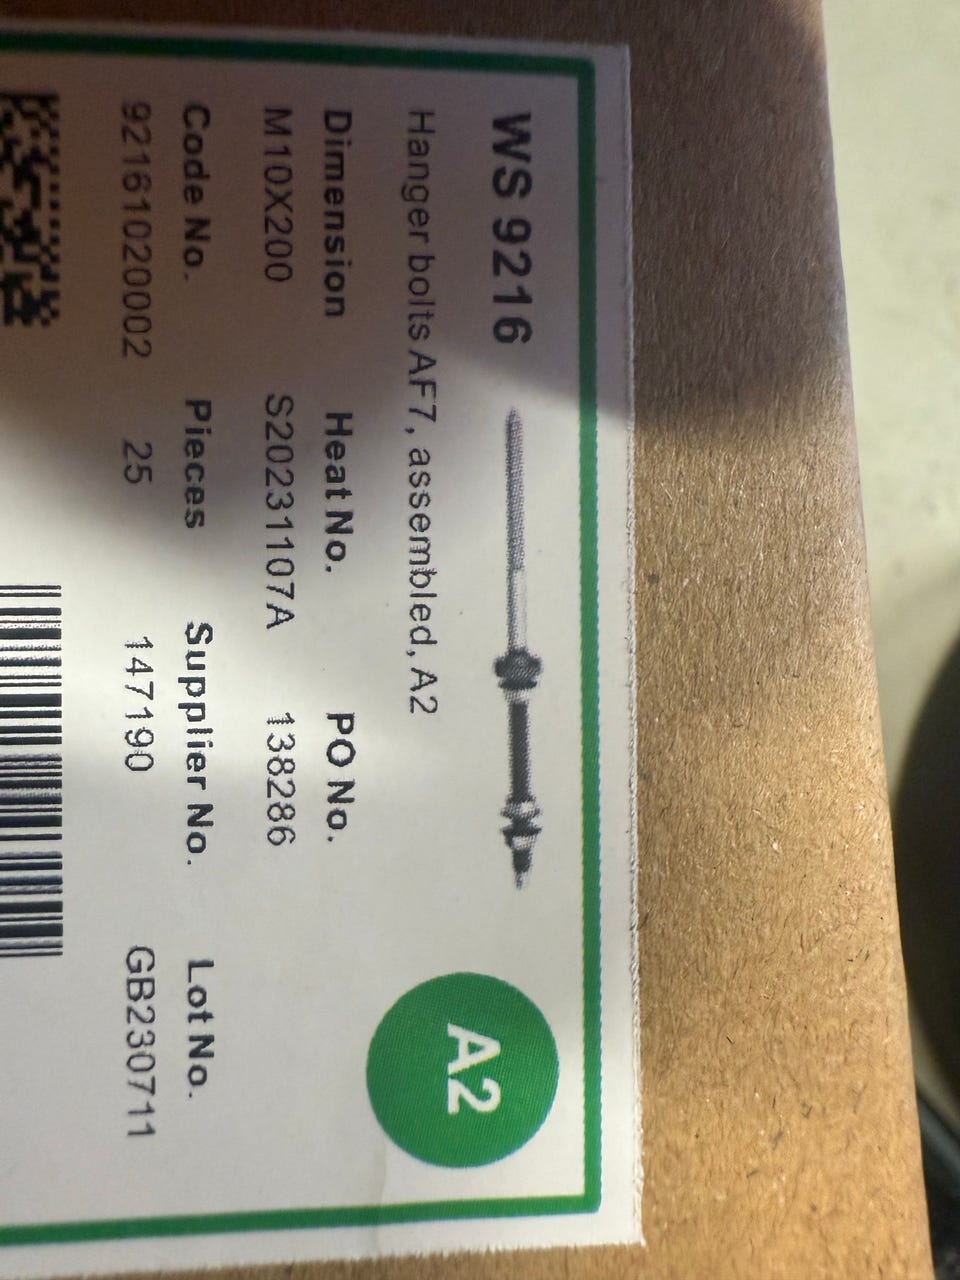 WS 9216
Hanger bolts AF7, assembled, A2
A2
Dimension Heat No. PO No.
M10X200 S20231107A 138286
Code No. Pieces Supplier No. Lot No.
92161020002 25 147190 GB230711